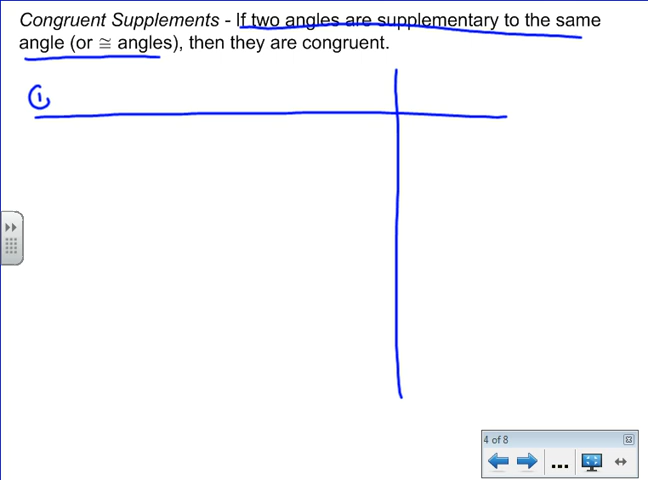 Congruent Supplements - If two angles are supplementary to the same
angle (or ≅ angles), then they are congruent.
①
4 of 8